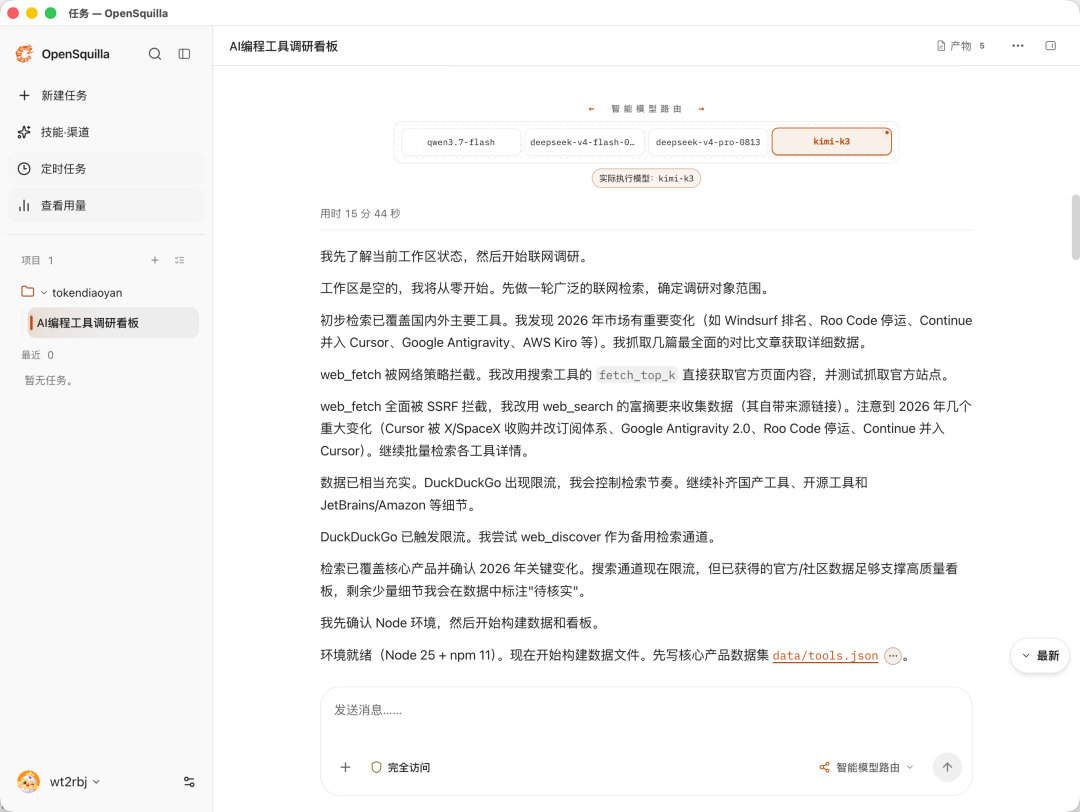 任务 — OpenSquilla
OpenSquilla
新建任务
技能·渠道
定时任务
查看用量
项目 1
tokendiaoyan
AI编程工具调研看板
最近 0
暂无任务。
wt2rbj
AI编程工具调研看板
产物 5
← 智能模型路由 →
qwen3.7-flash
deepseek-v4-flash-0…
deepseek-v4-pro-0813
kimi-k3
实际执行模型: kimi-k3
用时 15 分 44 秒
我先了解当前工作区状态，然后开始联网调研。
工作区是空的，我将从零开始。先做一轮广泛的联网检索，确定调研对象范围。
初步检索已覆盖国内外主要工具。我发现 2026 年市场有重要变化（如 Windsurf 排名、Roo Code 停运、Continue
并入 Cursor、Google Antigravity、AWS Kiro 等）。我抓取几篇最全面的对比文章获取详细数据。
web_fetch 被网络策略拦截。我改用搜索工具的 fetch_top_k 直接获取官方页面内容，并测试抓取官方站点。
web_fetch 全面被 SSRF 拦截，我改用 web_search 的富摘要来收集数据（其自带来源链接）。注意到 2026 年几个
重大变化（Cursor 被 X/SpaceX 收购并改订阅体系、Google Antigravity 2.0、Roo Code 停运、Continue 并入
Cursor）。继续批量检索各工具详情。
数据已相当充实。DuckDuckGo 出现限流，我会控制检索节奏。继续补齐国产工具、开源工具和
JetBrains/Amazon 等细节。
DuckDuckGo 已触发限流。我尝试 web_discover 作为备用检索通道。
检索已覆盖核心产品并确认 2026 年关键变化。搜索通道现在限流，但已获得的官方/社区数据足够支撑高质量看
板，剩余少量细节我会在数据中标注"待核实"。
我先确认 Node 环境，然后开始构建数据和看板。
环境就绪（Node 25 + npm 11）。现在开始构建数据文件。先写核心产品数据集 data/tools.json 。
最新
发送消息......
完全访问
智能模型路由